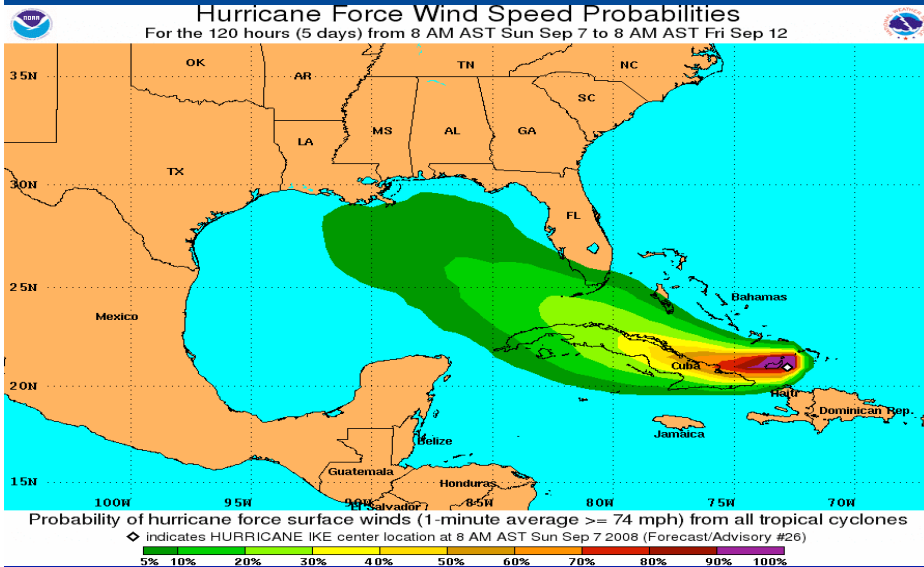 Hurricane Force Wind Speed Probabilities
For the 120 hours (5 days) from 8 AM AST Sun Sep 7 to 8 AM AST Fri Sep 12
NOAA
35N
OK
AR
TN
NC
SC
MS
AL
GA
LA
TX
30N
FL
25N
Bahamas
Mexico
Cuba
20N
Haiti
Dominican Rep.
Jamaica
Belize
Guatemala
Honduras
15N
100W 95W 90W 85W 80W 75W 70W
El Salvador
Probability of hurricane force surface winds (1-minute average >= 74 mph) from all tropical cyclones
indicates HURRICANE IKE center location at 8 AM AST Sun Sep 7 2008 (Forecast/Advisory #26)
5% 10% 20% 30% 40% 50% 60% 70% 80% 90% 100%